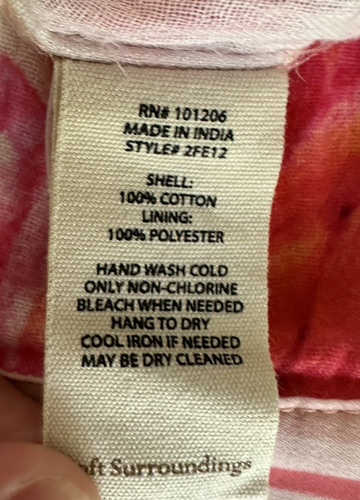 RN# 101206
MADE IN INDIA
STYLE# 2FE12
SHELL:
100% COTTON
LINING:
100% POLYESTER
HAND WASH COLD
ONLY NON-CHLORINE
BLEACH WHEN NEEDED
HANG TO DRY
COOL IRON IF NEEDED
MAY BE DRY CLEANED
Surroundings